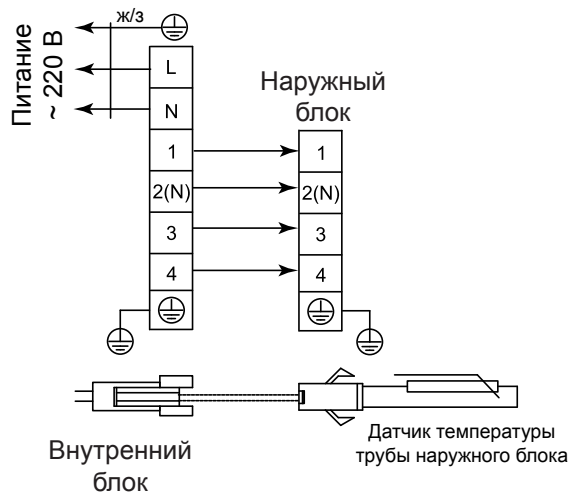 ж/з
Питание
~ 220 В
L
N
1
2(N)
3
4
Наружный
блок
1
2(N)
3
4
Внутренний
блок
Датчик температуры
трубы наружного блока